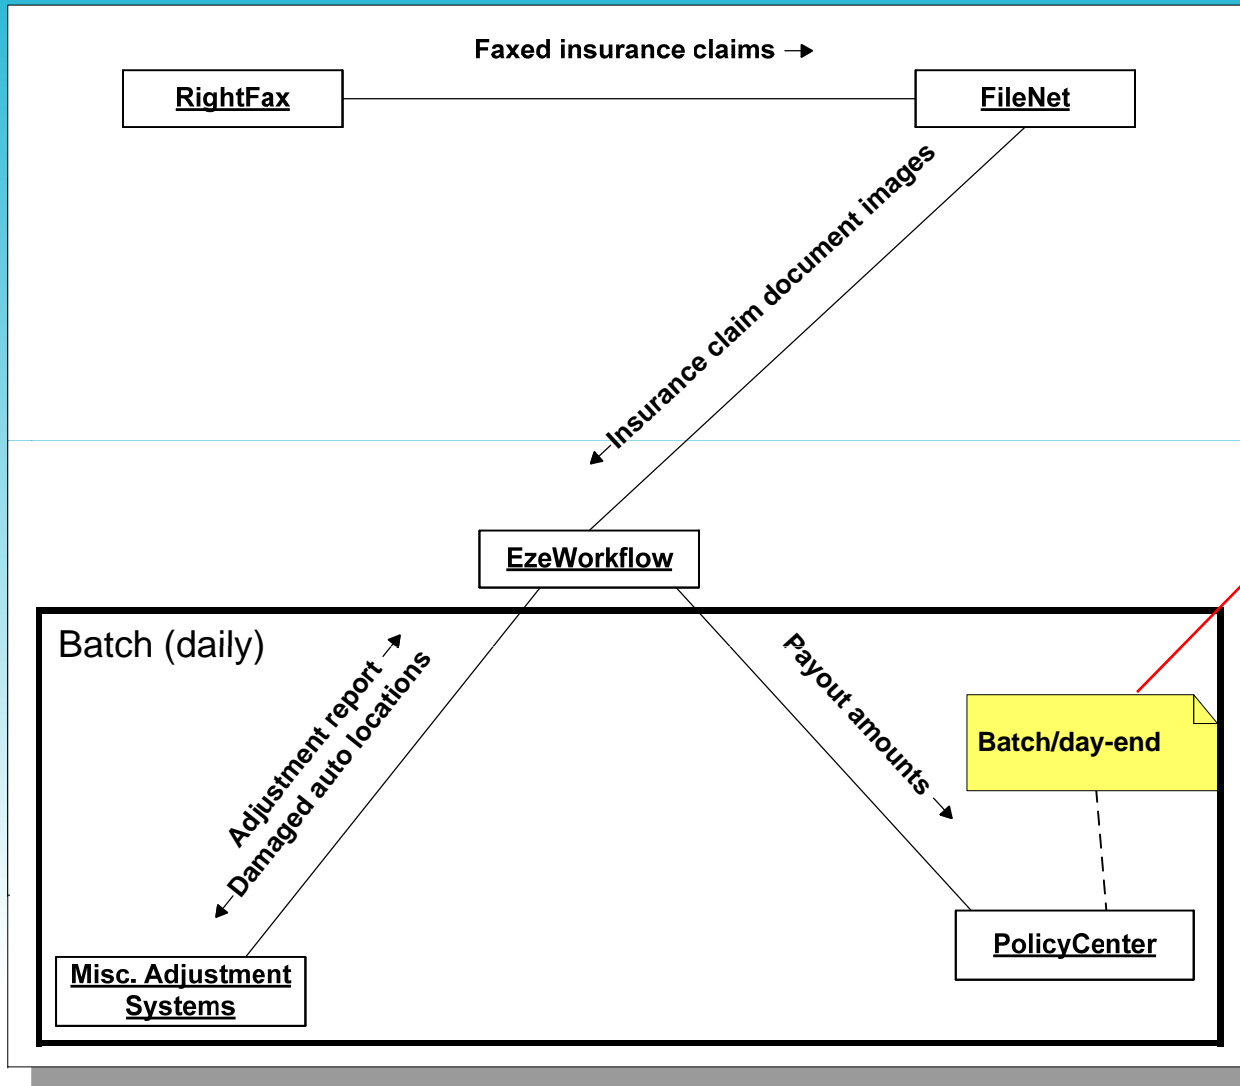 Faxed insurance claims →
RightFax
FileNet
← Insurance claim document images
EzeWorkflow
Batch (daily)
Adjustment report →
← Damaged auto locations
Payout amounts →
Batch/day-end
PolicyCenter
Misc. Adjustment
Systems